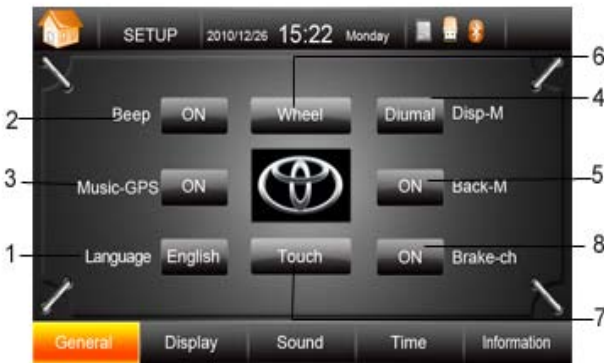 SETUP 2010/12/26 15:22 Monday
6
2 Beep ON Wheel Diumal Disp-M 4
3 Music-GPS ON ON Back-M 5
1 Language English Touch ON Brake-ch 8
7
General Display Sound Time Information